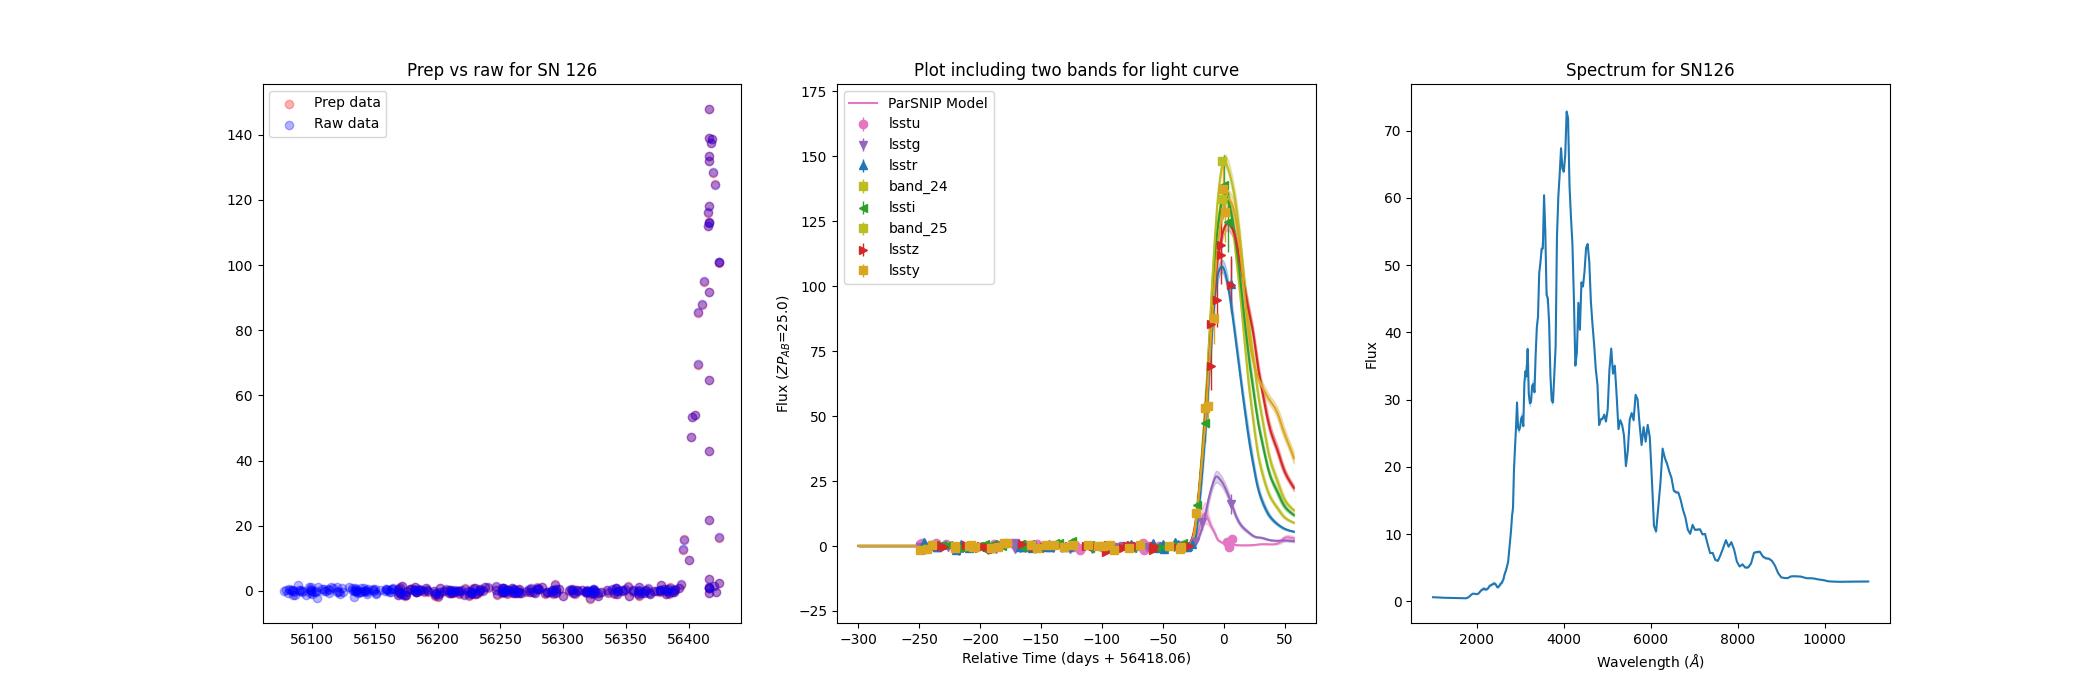 Prep vs raw for SN 126
Prep data
Raw data
140
120
100
80
60
40
20
0
56100 56150 56200 56250 56300 56350 56400
Plot including two bands for light curve
ParSNIP Model
lsstu
lsstg
lsstr
band_24
lssti
band_25
lsstz
lssty
175
150
125
100
75
50
25
0
−25
Flux (ZP_AB=25.0)
−300 −250 −200 −150 −100 −50 0 50
Relative Time (days + 56418.06)
Spectrum for SN126
70
60
50
40
30
20
10
0
Flux
2000 4000 6000 8000 10000
Wavelength (Å)